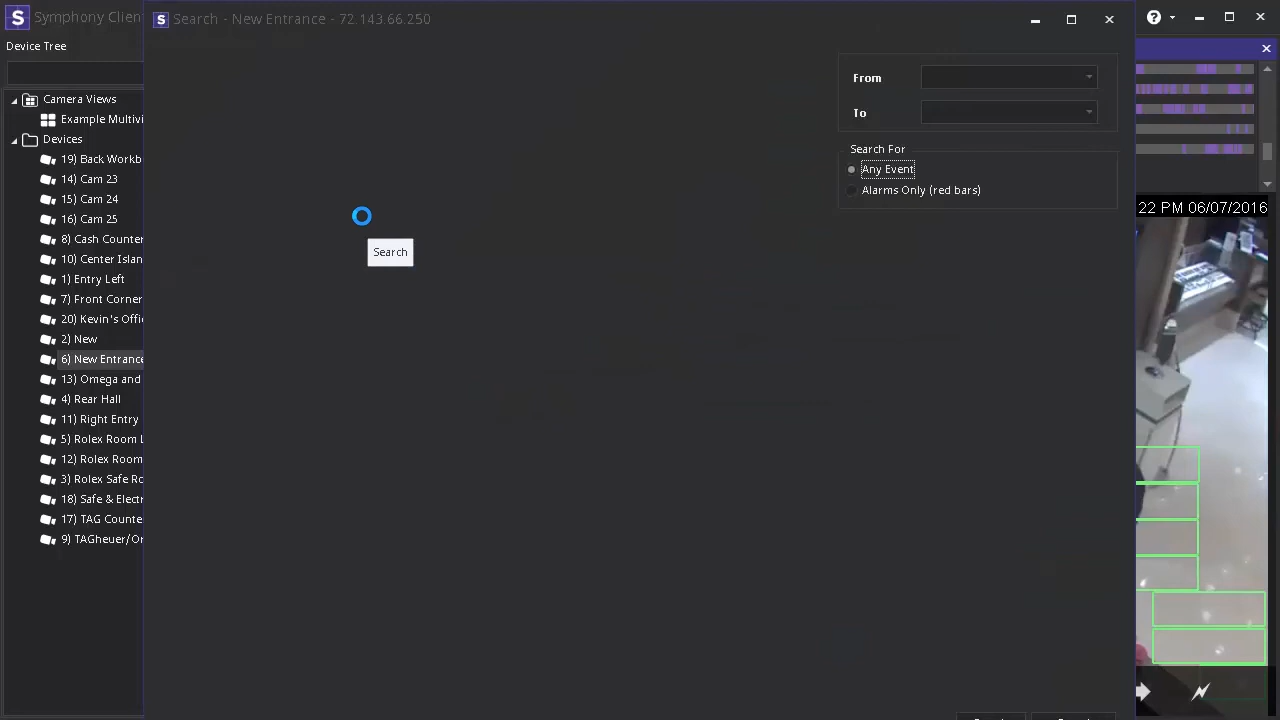 S Symphony Clien
S Search - New Entrance - 72.143.66.250
Device Tree
From
To
Search For
Any Event
Alarms Only (red bars)
Search
22 PM 06/07/2016
Camera Views
Example Multivi
Devices
19) Back Workb
14) Cam 23
15) Cam 24
16) Cam 25
8) Cash Counter
10) Center Islan
1) Entry Left
7) Front Corner
20) Kevin's Offi
2) New
6) New Entrance
13) Omega and
4) Rear Hall
11) Right Entry
5) Rolex Room L
12) Rolex Room
3) Rolex Safe Ro
18) Safe & Electr
17) TAG Counte
9) TAGheuer/Or